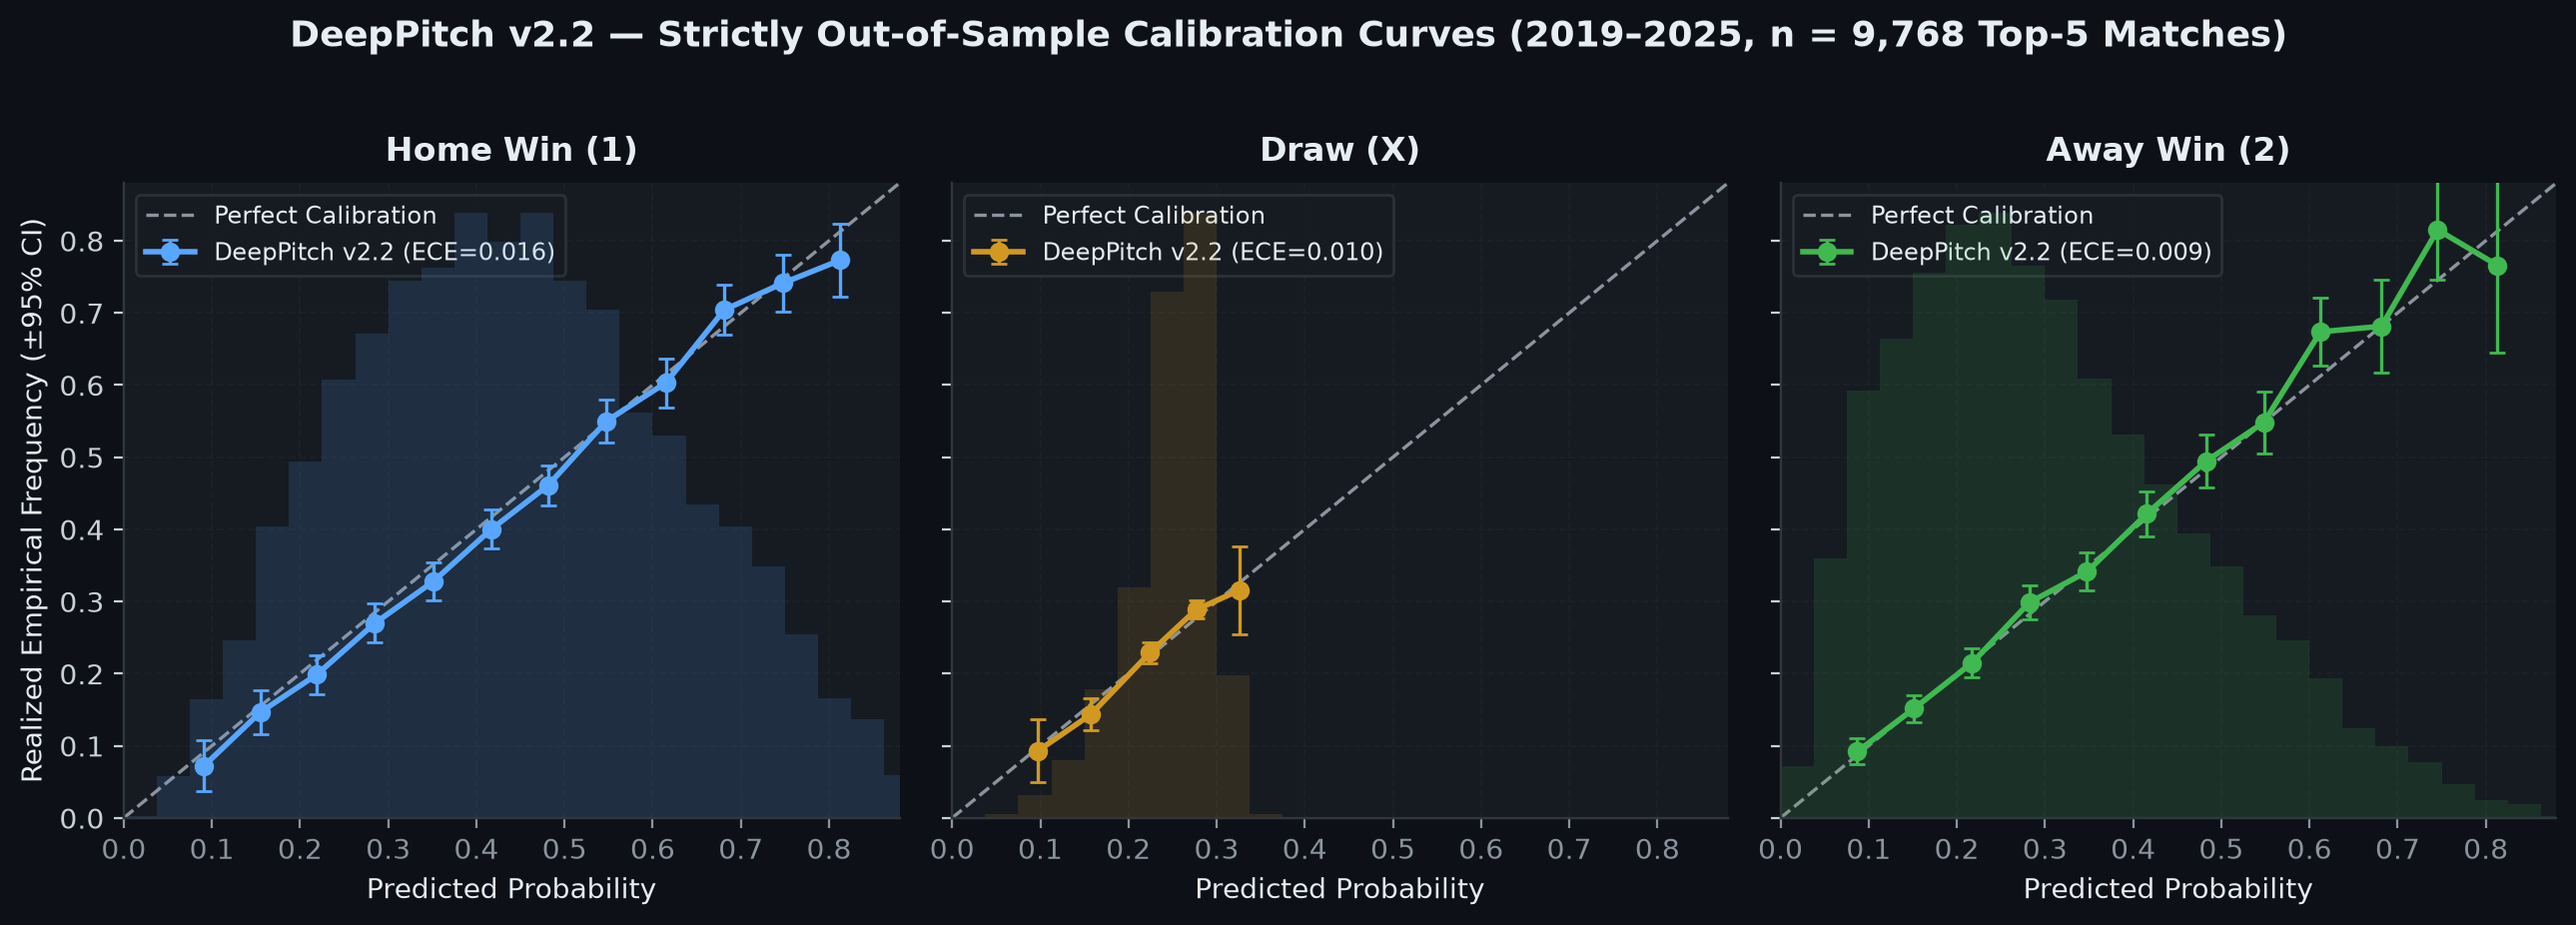 DeepPitch v2.2 — Strictly Out-of-Sample Calibration Curves (2019–2025, n = 9,768 Top-5 Matches)
Home Win (1)
Perfect Calibration
DeepPitch v2.2 (ECE=0.016)
Realized Empirical Frequency (±95% CI)
0.8
0.7
0.6
0.5
0.4
0.3
0.2
0.1
0.0
0.0 0.1 0.2 0.3 0.4 0.5 0.6 0.7 0.8
Predicted Probability
Draw (X)
Perfect Calibration
DeepPitch v2.2 (ECE=0.010)
0.0 0.1 0.2 0.3 0.4 0.5 0.6 0.7 0.8
Predicted Probability
Away Win (2)
Perfect Calibration
DeepPitch v2.2 (ECE=0.009)
0.0 0.1 0.2 0.3 0.4 0.5 0.6 0.7 0.8
Predicted Probability